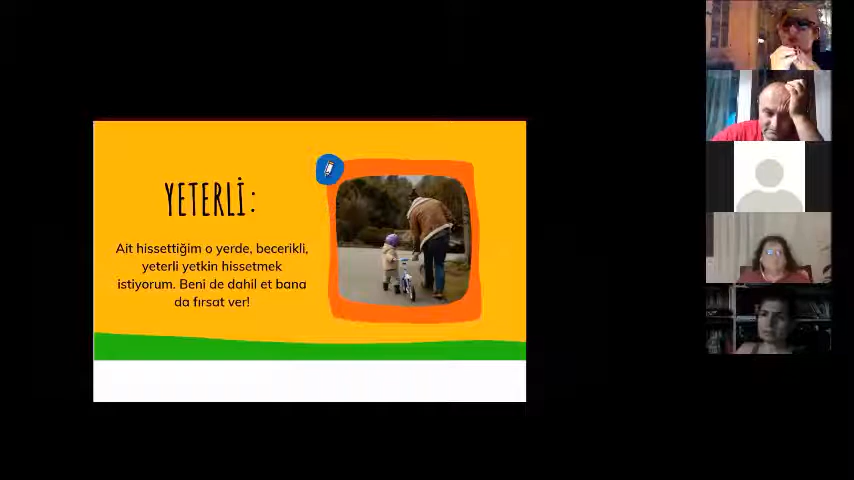 YETERLİ:
Ait hissettiğim o yerde, becerikli,
yeterli yetkin hissetmek
istiyorum. Beni de dahil et bana
da fırsat ver!